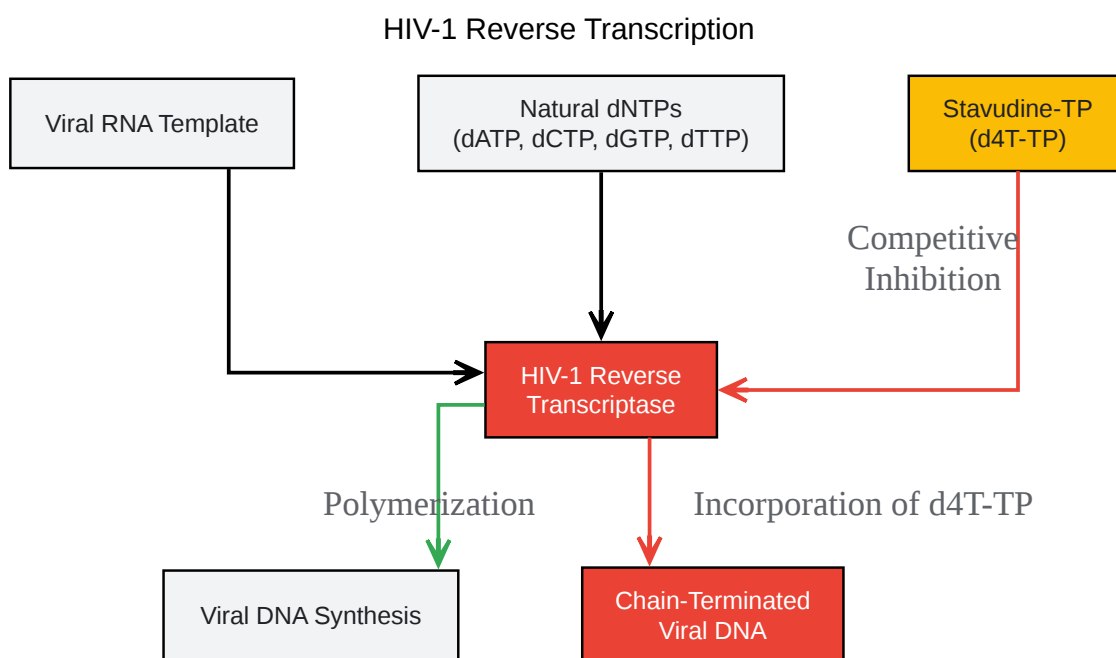 HIV-1 Reverse Transcription
Viral RNA Template
Natural dNTPs
(dATP, dCTP, dGTP, dTTP)
Stavudine-TP
(d4T-TP)
Competitive
Inhibition
HIV-1 Reverse
Transcriptase
Polymerization
Incorporation of d4T-TP
Viral DNA Synthesis
Chain-Terminated
Viral DNA